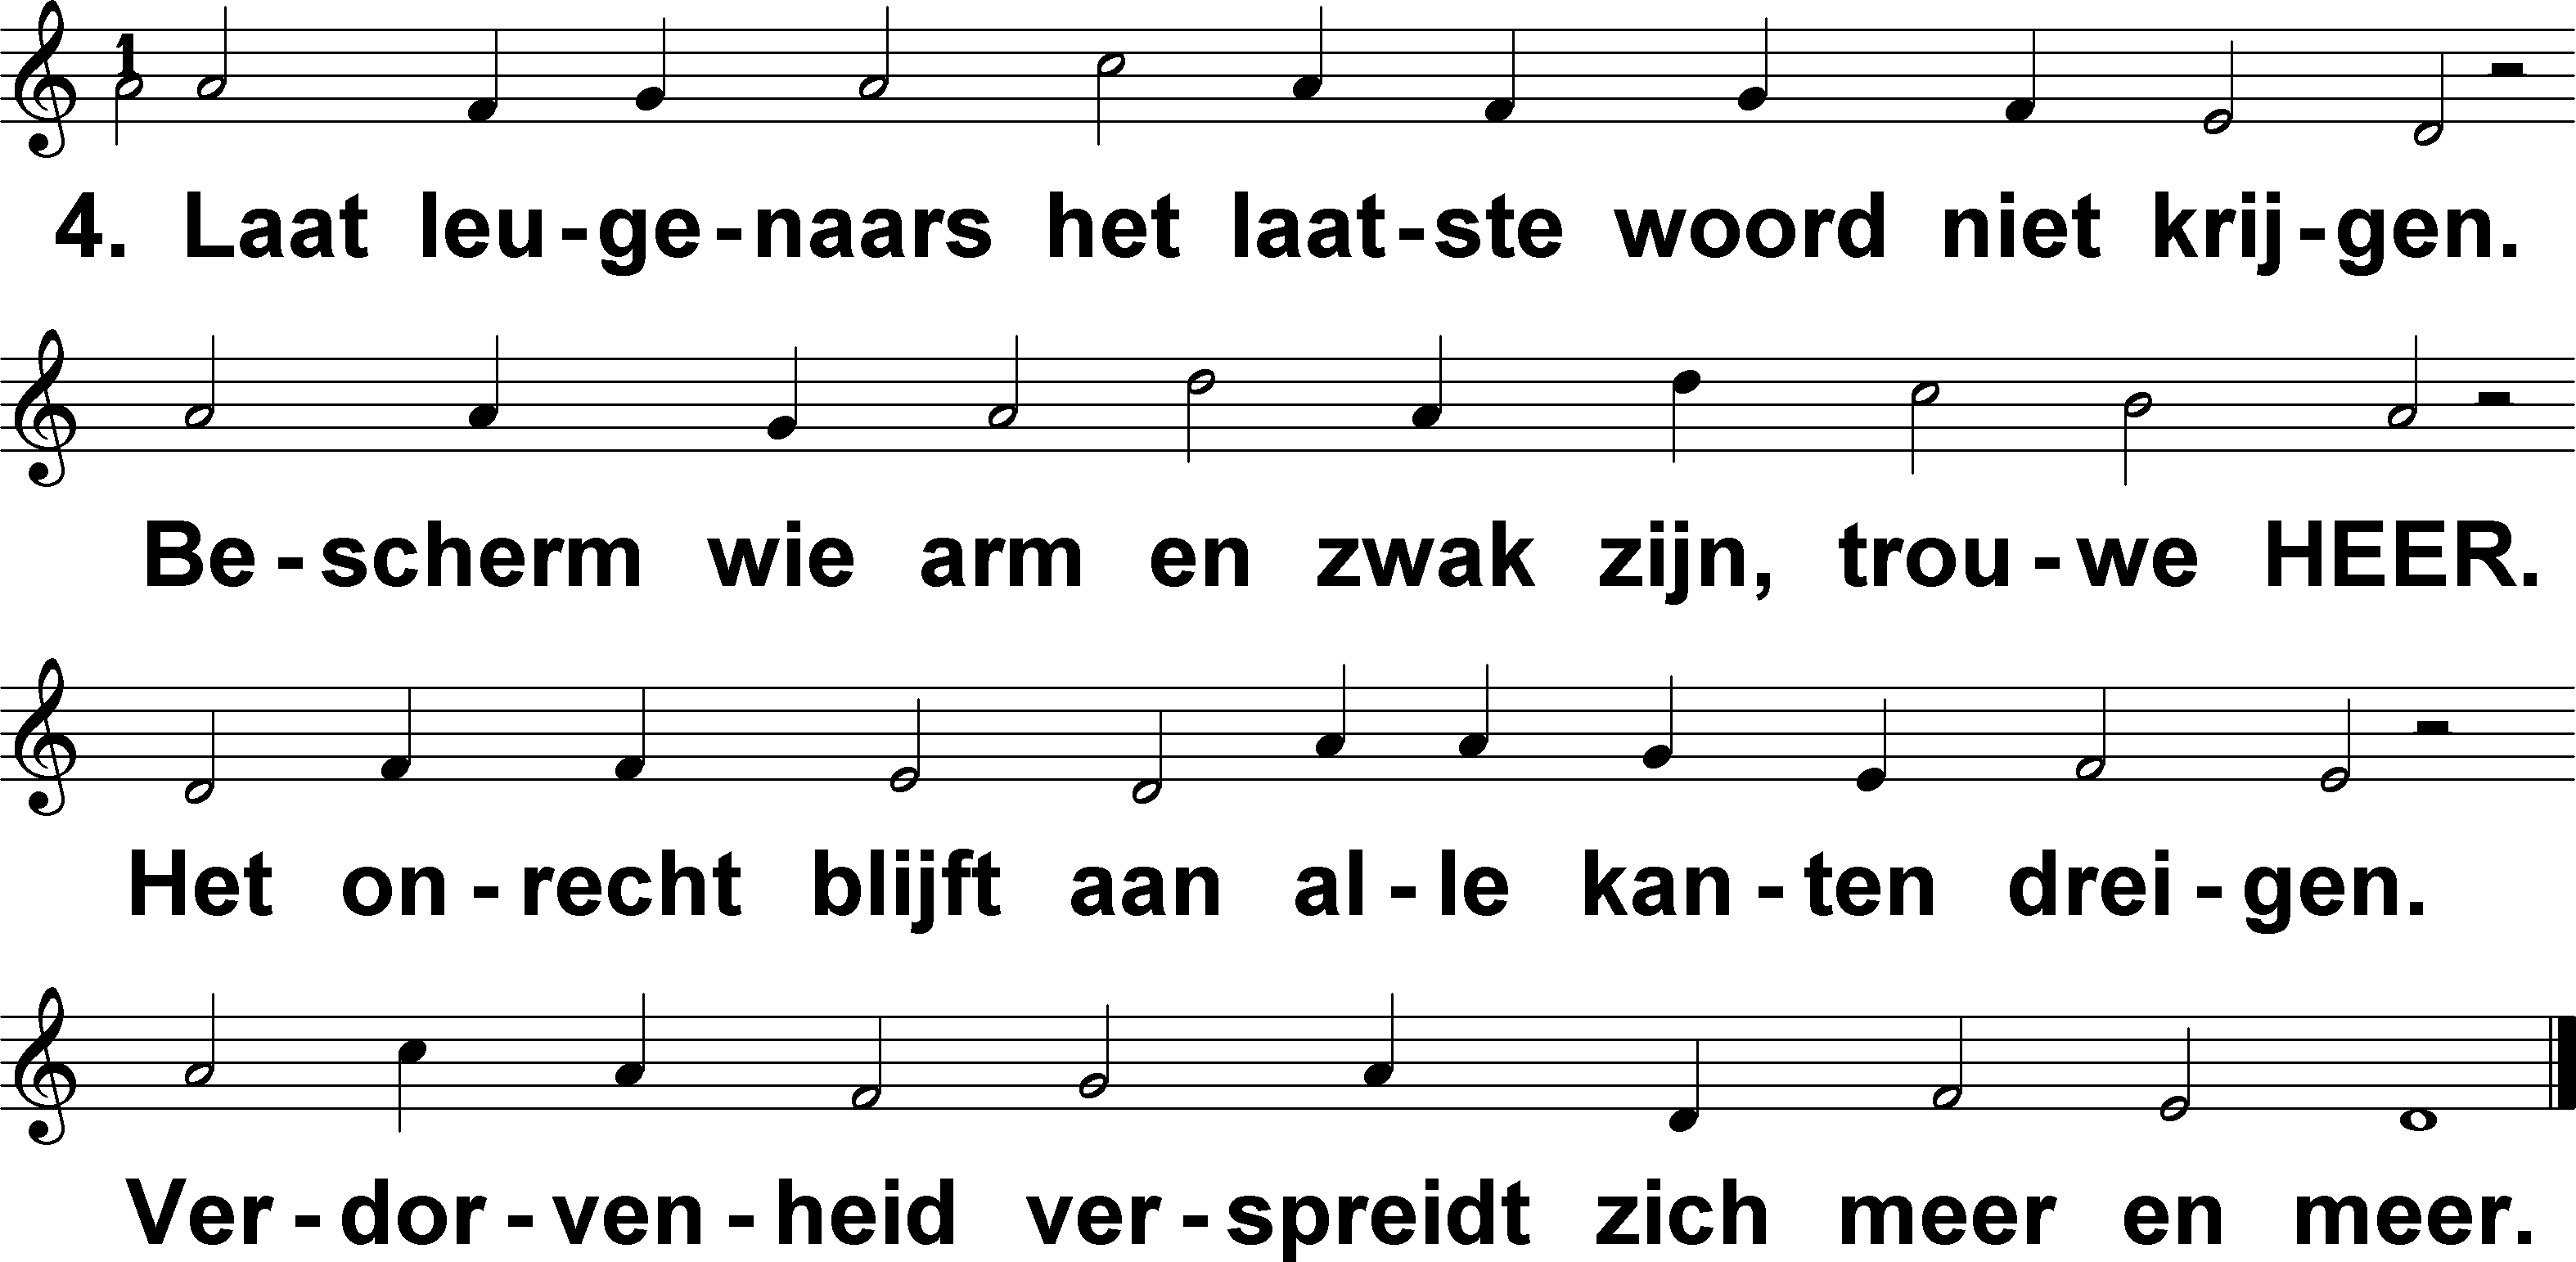 1
4. Laat leu-ge-naars het laat-ste woord niet krij-gen.
Be-scherm wie arm en zwak zijn, trou-we HEER.
Het on-recht blijft aan al-le kan-ten drei-gen.
Ver-dor-ven-heid ver-spreidt zich meer en meer.